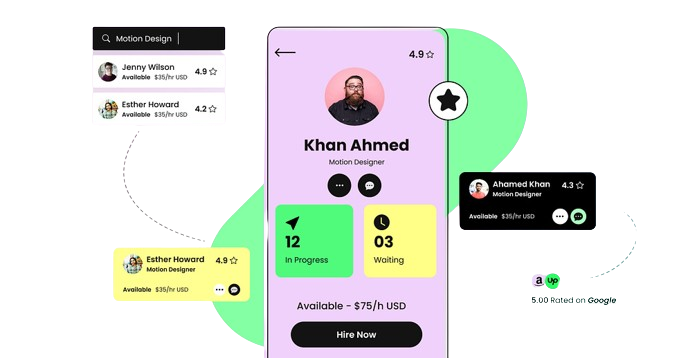 Motion Design
Jenny Wilson
Available $35/hr USD
4.9
Esther Howard
Available $35/hr USD
4.2
4.9
Khan Ahmed
Motion Designer
12
In Progress
03
Waiting
Available - $75/hr USD
Hire Now
Esther Howard
4.9
Motion Designer
Available $35/hr USD
Ahamed Khan
4.3
Motion Designer
Available $35/hr USD
a up
5.00 Rated on Google